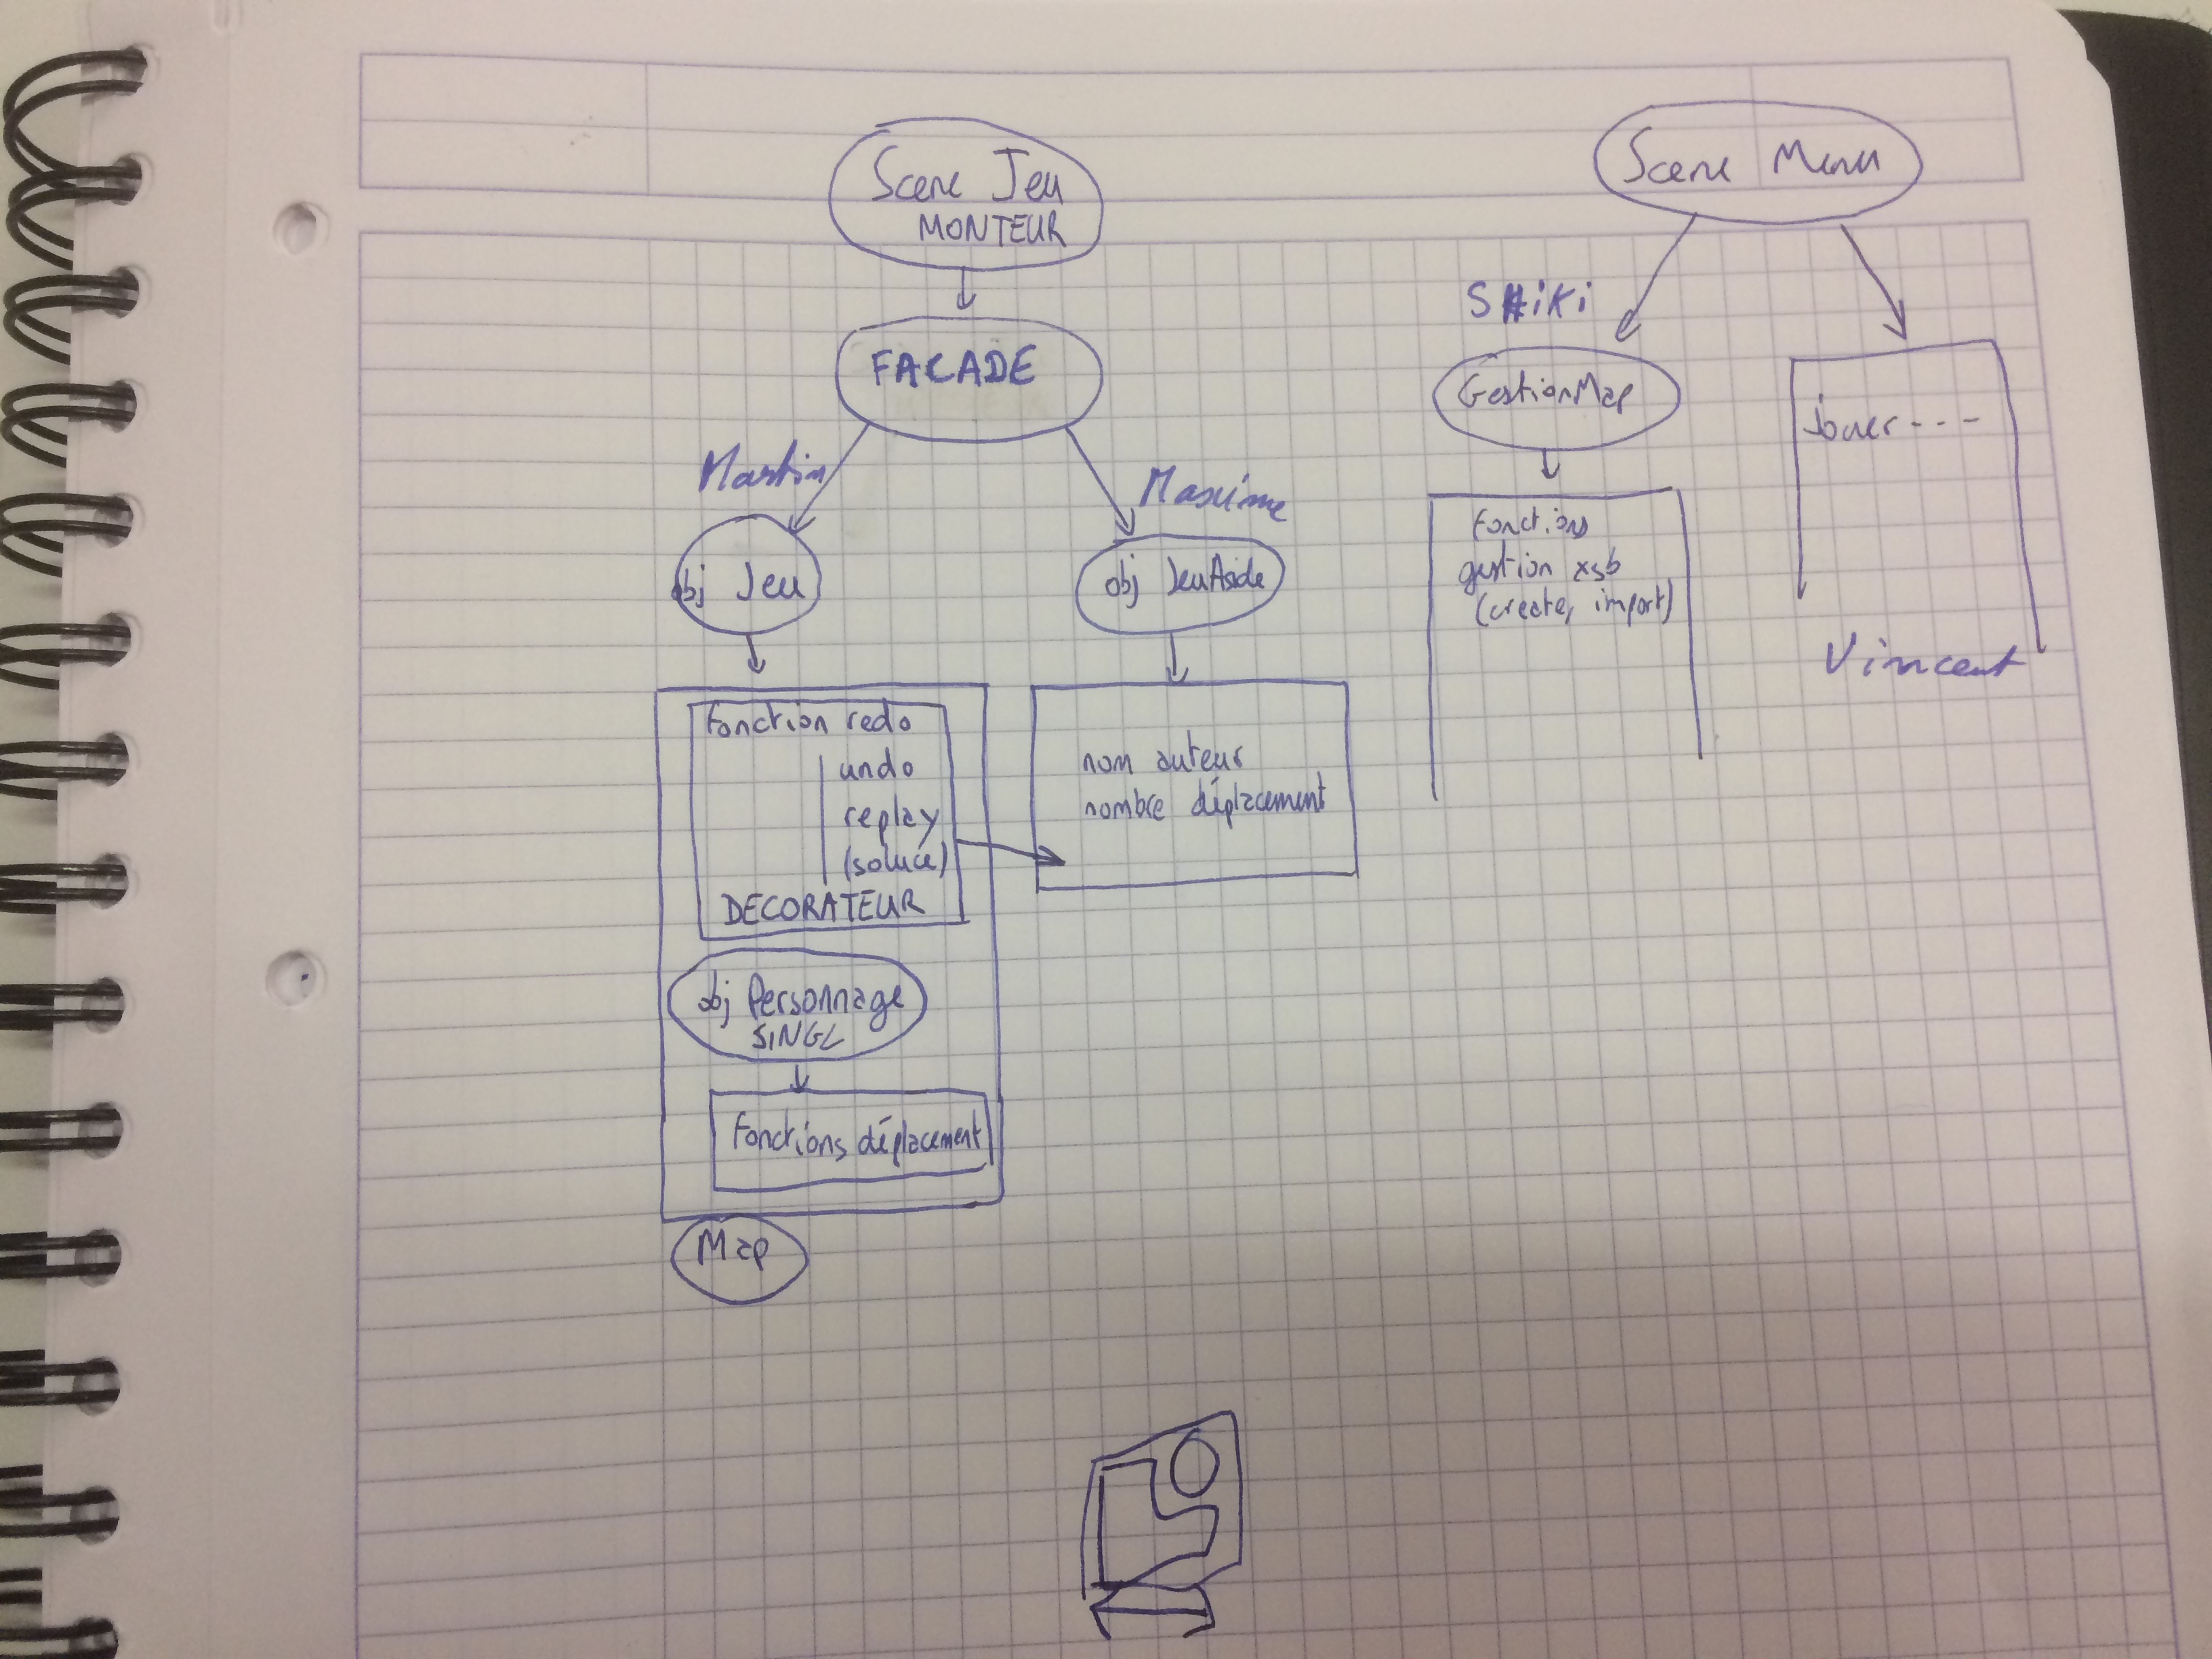 Scene Jeu
MONTEUR
FACADE
Martin
Maxime
obj Jeu
obj JeuAside
Fonction redo
undo
replay
(soluce)
DECORATEUR
nom auteur
nombre déplacement
obj Personnage
SINGL
Fonctions déplacement
Map
Scene Menu
SHiKi
GestionMap
Fonctions
gestion xsb
(create, import)
jouer ---
Vincent